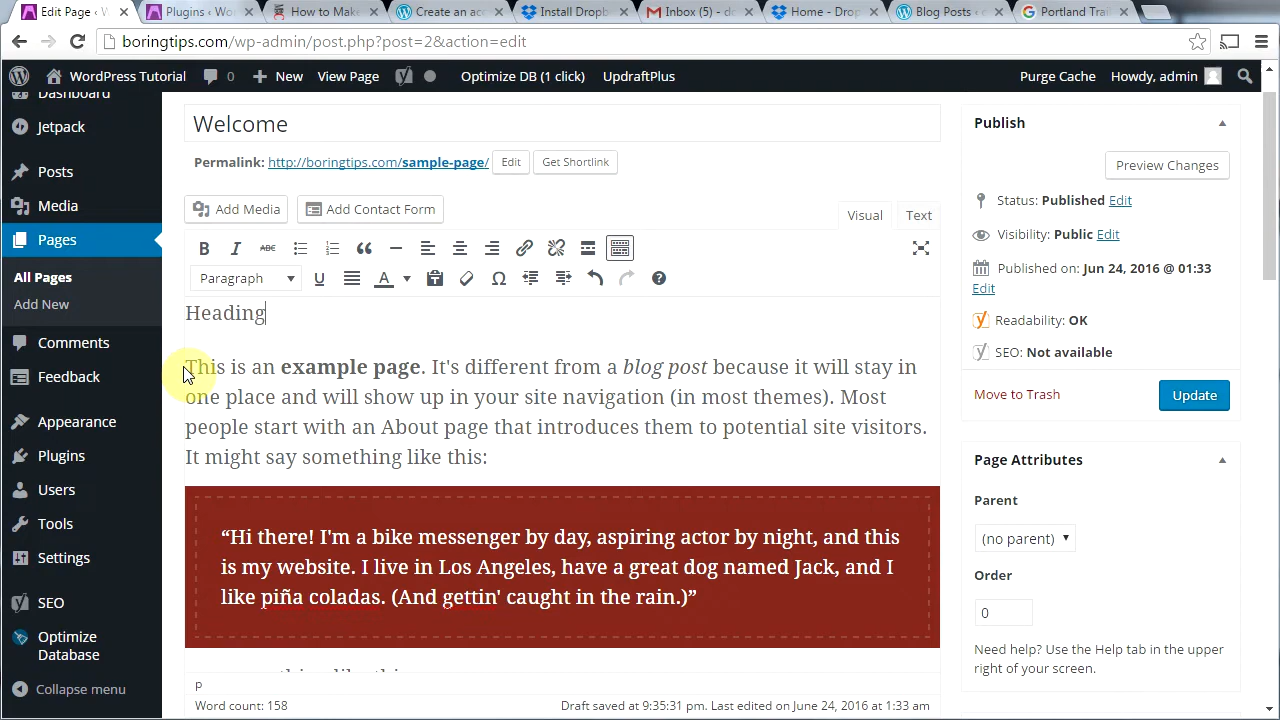 Edit Page ‹ W
Plugins ‹ Wo
How to Make
Create an ac
Install Dropb
Inbox (5) - d
Home - Drop
Blog Posts ‹
Portland Trai
boringtips.com/wp-admin/post.php?post=2&action=edit
WordPress Tutorial 0 New View Page Optimize DB (1 click) UpdraftPlus Purge Cache Howdy, admin
Dashboard
Jetpack
Posts
Media
Pages
All Pages
Add New
Comments
Feedback
Appearance
Plugins
Users
Tools
Settings
SEO
Optimize
Database
Collapse menu
Welcome
Permalink: http://boringtips.com/sample-page/ Edit Get Shortlink
Add Media Add Contact Form
Visual Text
B I ABC
Paragraph U A Ω
Heading
This is an example page. It's different from a blog post because it will stay in
one place and will show up in your site navigation (in most themes). Most
people start with an About page that introduces them to potential site visitors.
It might say something like this:
“Hi there! I'm a bike messenger by day, aspiring actor by night, and this
is my website. I live in Los Angeles, have a great dog named Jack, and I
like piña coladas. (And gettin' caught in the rain.)”
p
Word count: 158 Draft saved at 9:35:31 pm. Last edited on June 24, 2016 at 1:33 am
Publish
Preview Changes
Status: Published Edit
Visibility: Public Edit
Published on: Jun 24, 2016 @ 01:33
Edit
Readability: OK
SEO: Not available
Move to Trash Update
Page Attributes
Parent
(no parent)
Order
0
Need help? Use the Help tab in the upper
right of your screen.